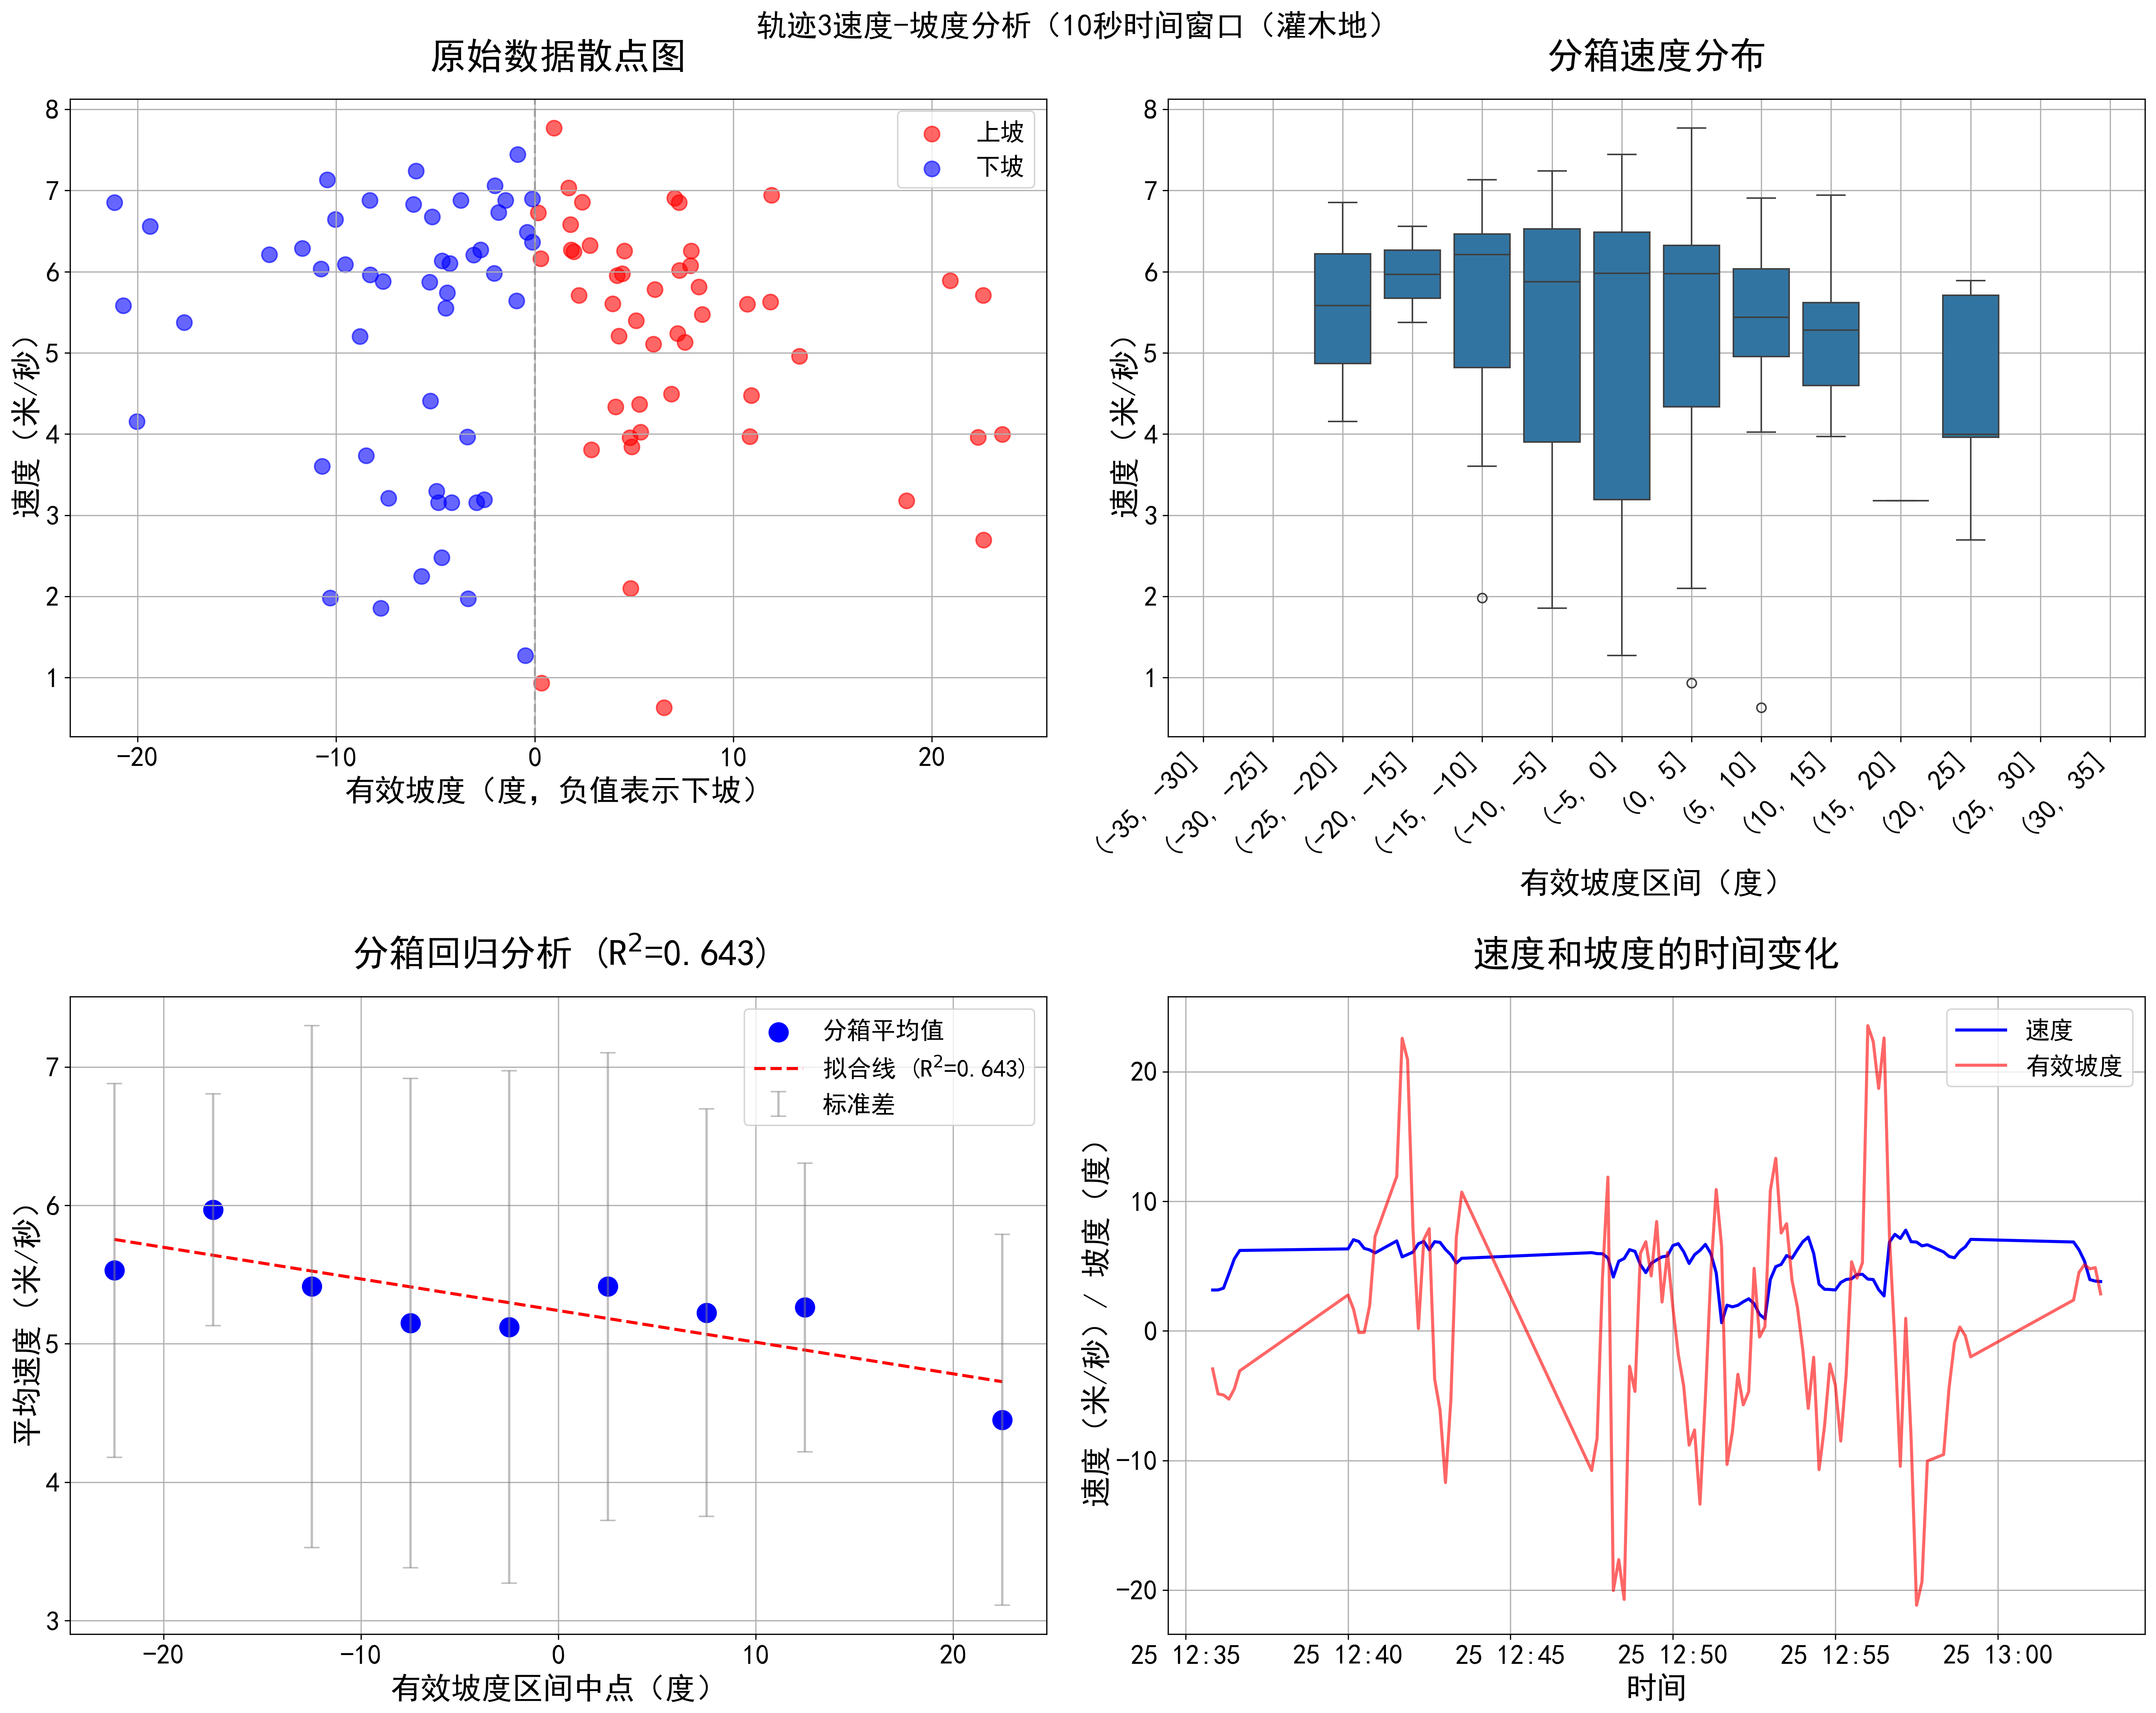 轨迹3速度-坡度分析（10秒时间窗口（灌木地）
原始数据散点图
8
7
6
5
4
3
2
1
速度（米/秒）
上坡
下坡
−20
−10
0
10
20
有效坡度（度，负值表示下坡）
分箱速度分布
8
7
6
5
4
3
2
1
速度（米/秒）
(-35, -30]
(-30, -25]
(-25, -20]
(-20, -15]
(-15, -10]
(-10, -5]
(-5, 0]
(0, 5]
(5, 10]
(10, 15]
(15, 20]
(20, 25]
(25, 30]
(30, 35]
有效坡度区间（度）
分箱回归分析 (R²=0.643)
7
6
5
4
3
平均速度（米/秒）
分箱平均值
拟合线 (R²=0.643)
标准差
−20
−10
0
10
20
有效坡度区间中点（度）
速度和坡度的时间变化
20
10
0
−10
−20
速度（米/秒）/ 坡度（度）
速度
有效坡度
25 12:35
25 12:40
25 12:45
25 12:50
25 12:55
25 13:00
时间